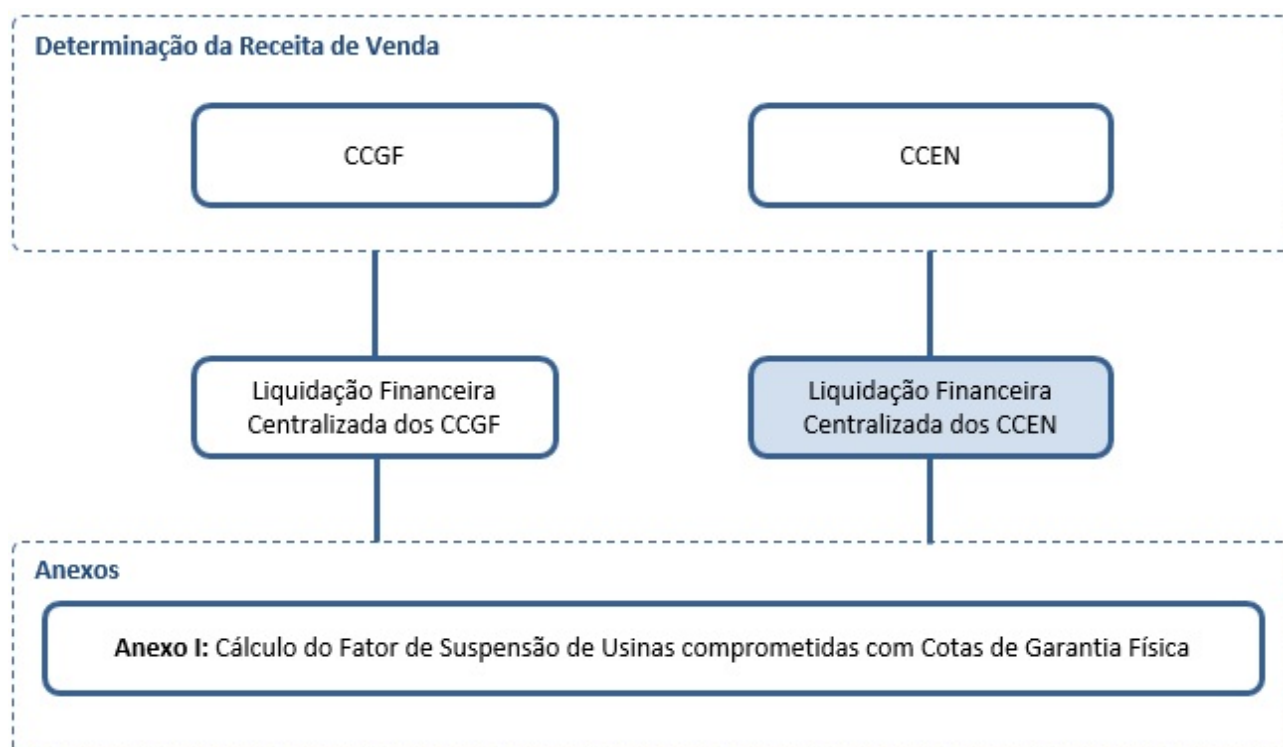 Determinação da Receita de Venda
CCGF
CCEN
Liquidação Financeira
Centralizada dos CCGF
Liquidação Financeira
Centralizada dos CCEN
Anexos
Anexo I: Cálculo do Fator de Suspensão de Usinas comprometidas com Cotas de Garantia Física